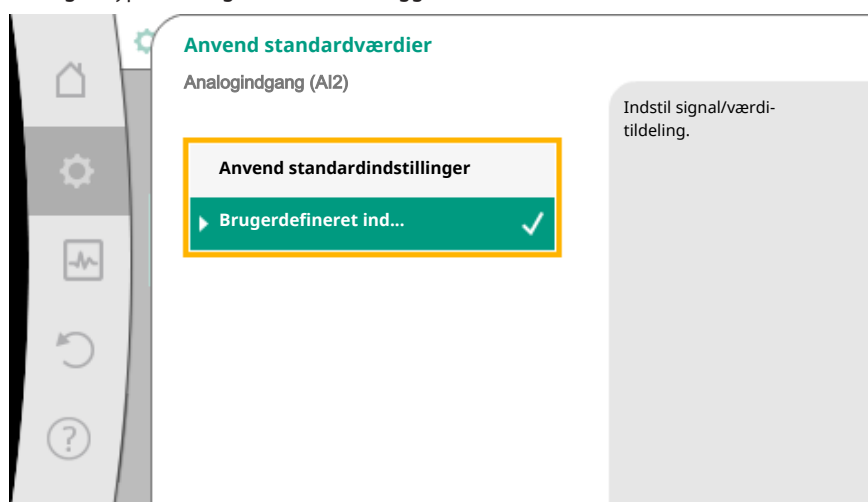 Anvend standardværdier
Analogindgang (AI2)
Anvend standardindstillinger
Brugerdefineret ind...
Indstil signal/værdi-
tildeling.
?